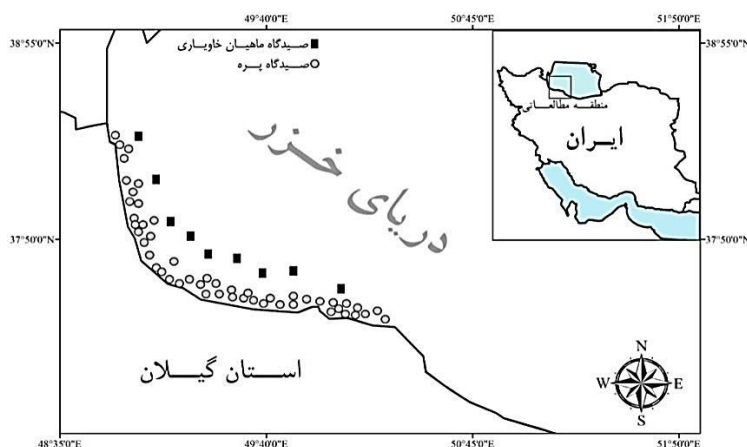 49°40'0"E
50°45'0"E
51°50'0"E
38°55'0"N
38°55'0"N
صیدگاه ماهیان خاویاری
صیدگاه پره
منطقه مطالعاتی
ایران
دریای خزر
37°50'0"N
37°50'0"N
استان گیلان
N
W
E
S
48°35'0"E
49°40'0"E
50°45'0"E
51°50'0"E